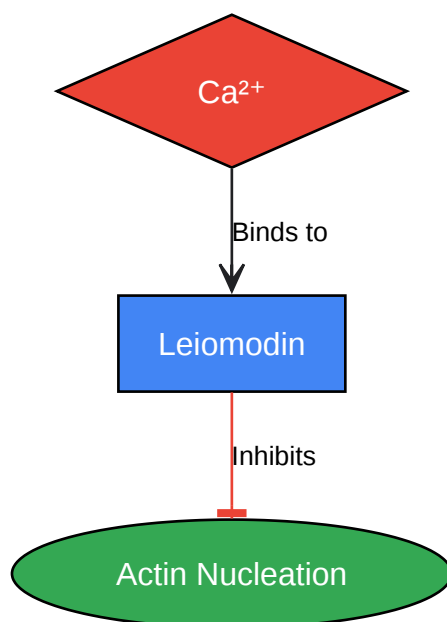 Ca²⁺
Binds to
Leiomodin
Inhibits
Actin Nucleation